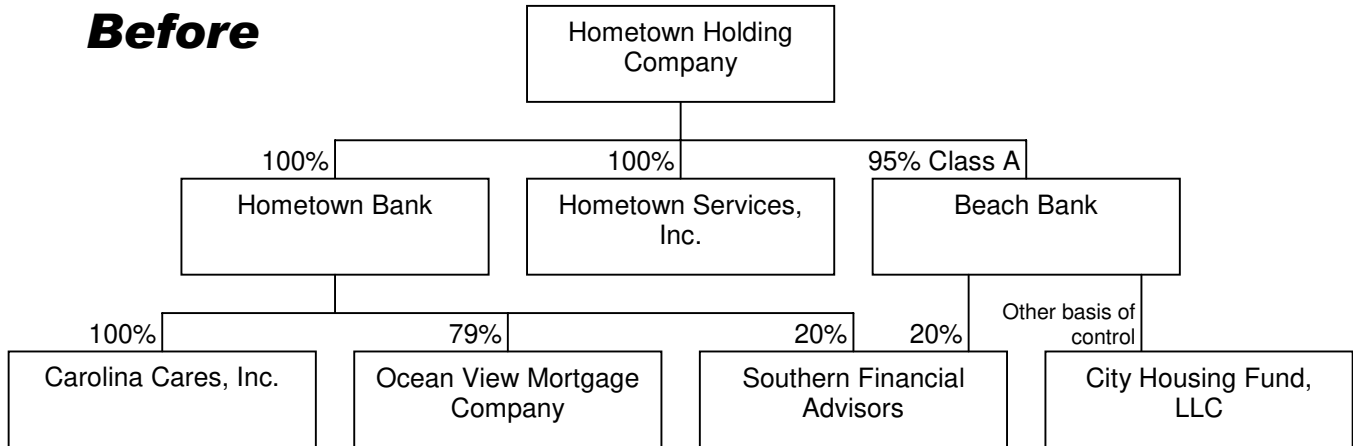 Before
Hometown Holding
Company
100%
100%
95% Class A
Hometown Bank
Hometown Services,
Inc.
Beach Bank
100%
79%
20%
20%
Other basis of
control
Carolina Cares, Inc.
Ocean View Mortgage
Company
Southern Financial
Advisors
City Housing Fund,
LLC